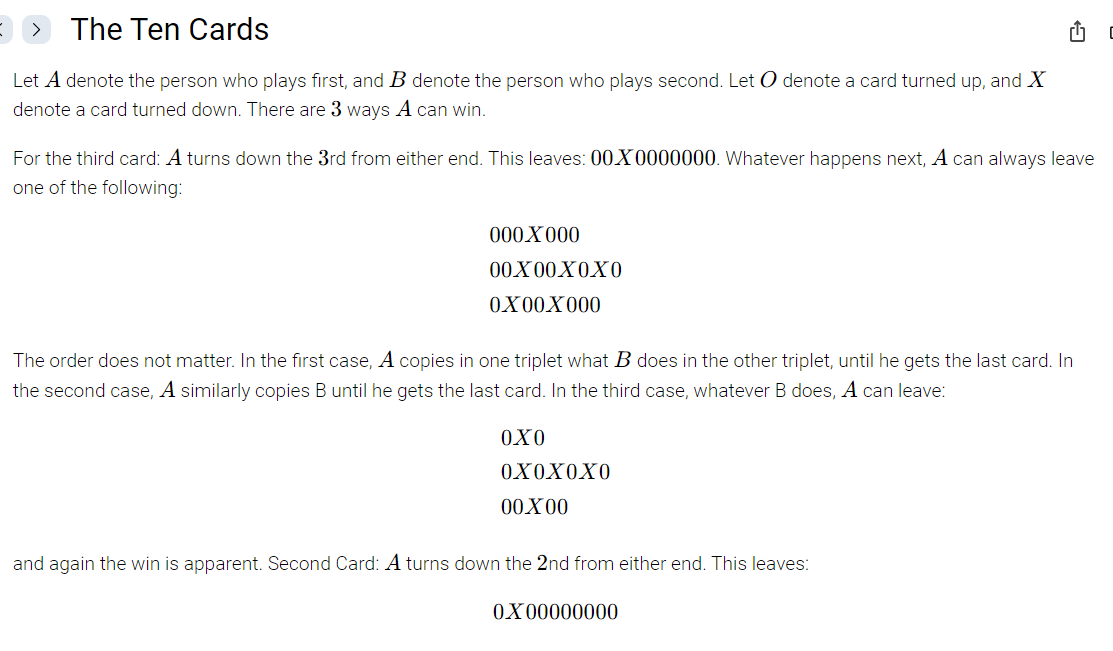 The Ten Cards
Let A denote the person who plays first, and B denote the person who plays second. Let O denote a card turned up, and X
denote a card turned down. There are 3 ways A can win.
For the third card: A turns down the 3rd from either end. This leaves: 00X0000000. Whatever happens next, A can always leave
one of the following:
000X000
00X00X0X0
0X00X000
The order does not matter. In the first case, A copies in one triplet what B does in the other triplet, until he gets the last card. In
the second case, A similarly copies B until he gets the last card. In the third case, whatever B does, A can leave:
0X0
0X0X0X0
00X00
and again the win is apparent. Second Card: A turns down the 2nd from either end. This leaves:
0X00000000